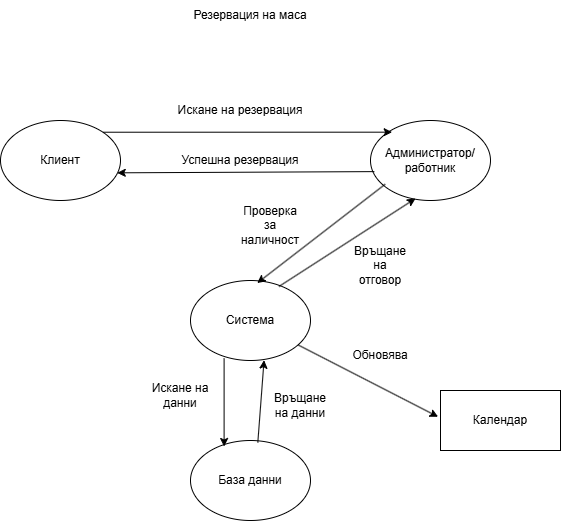 Резервация на маса
Искане на резервация
Клиент
Администратор/
работник
Успешна резервация
Проверка
за
наличност
Връщане
на
отговор
Система
Обновява
Искане на
данни
Връщане
на данни
Календар
База данни